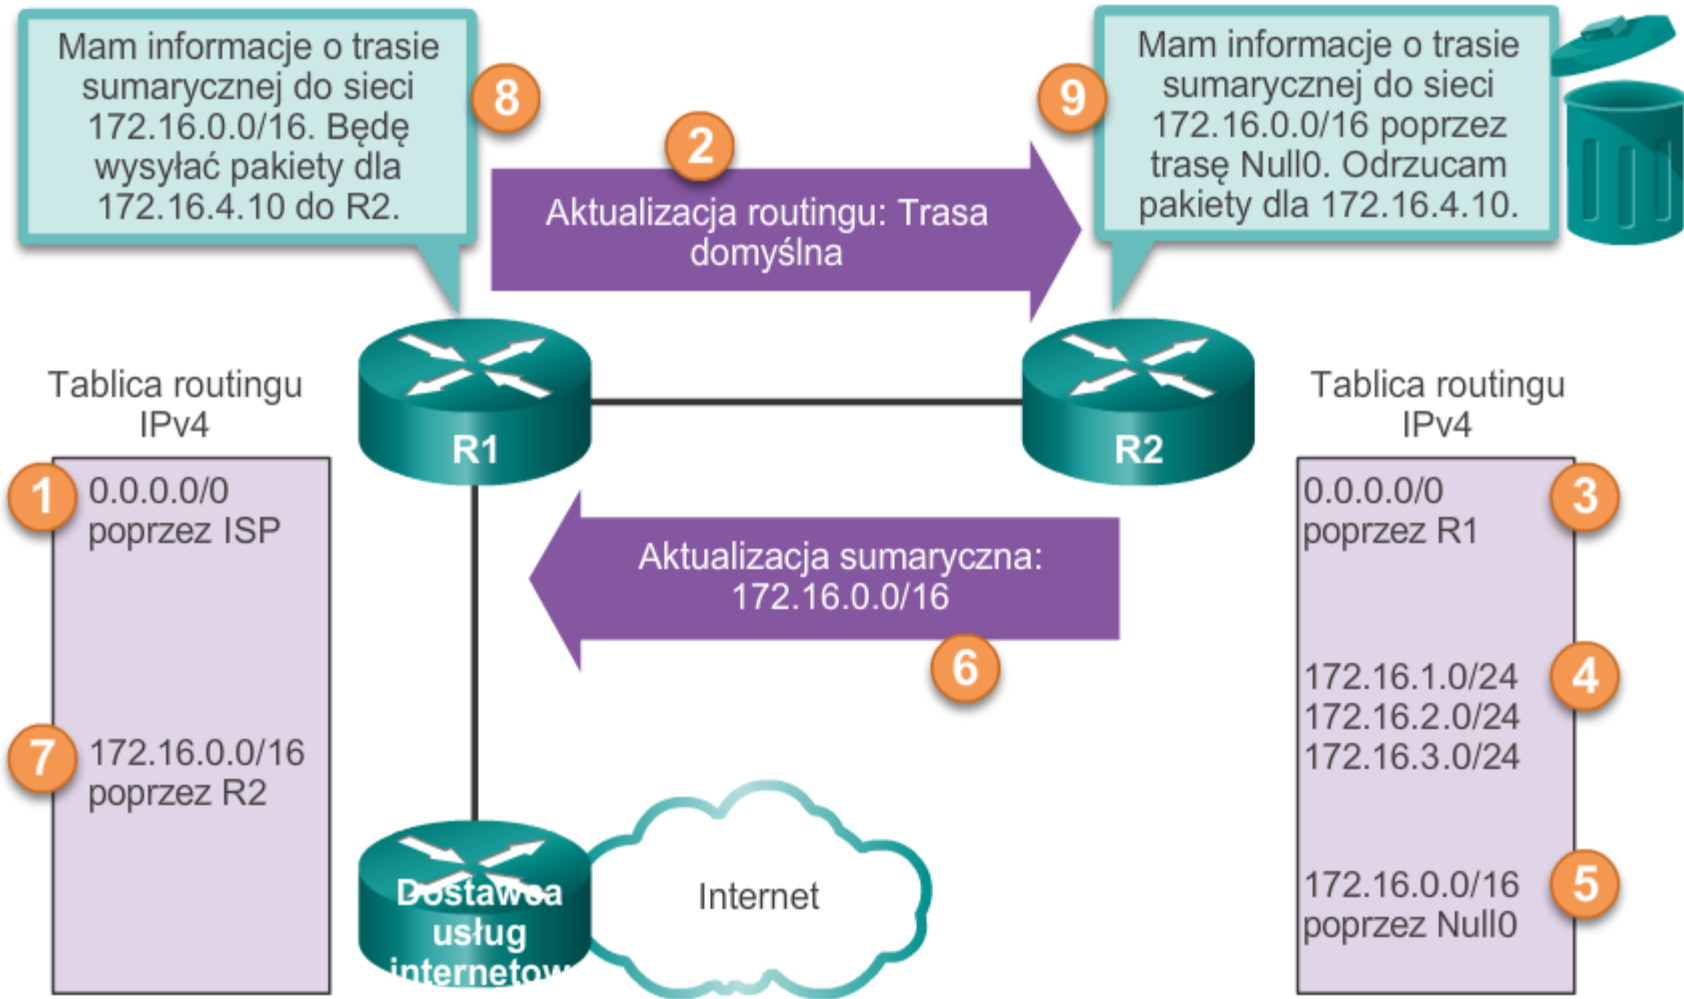 Mam informacje o trasie
sumarycznej do sieci
172.16.0.0/16. Będę
wysyłać pakiety dla
172.16.4.10 do R2.
8
2
Aktualizacja routingu: Trasa
domyślna
9
Mam informacje o trasie
sumarycznej do sieci
172.16.0.0/16 poprzez
trasę Null0. Odrzucam
pakiety dla 172.16.4.10.
Tablica routingu
IPv4
R1
R2
Tablica routingu
IPv4
1
0.0.0.0/0
poprzez ISP
7
172.16.0.0/16
poprzez R2
Aktualizacja sumaryczna:
172.16.0.0/16
6
0.0.0.0/0
poprzez R1
3
172.16.1.0/24
172.16.2.0/24
172.16.3.0/24
4
172.16.0.0/16
poprzez Null0
5
Dostawca
usług
internetow
Internet